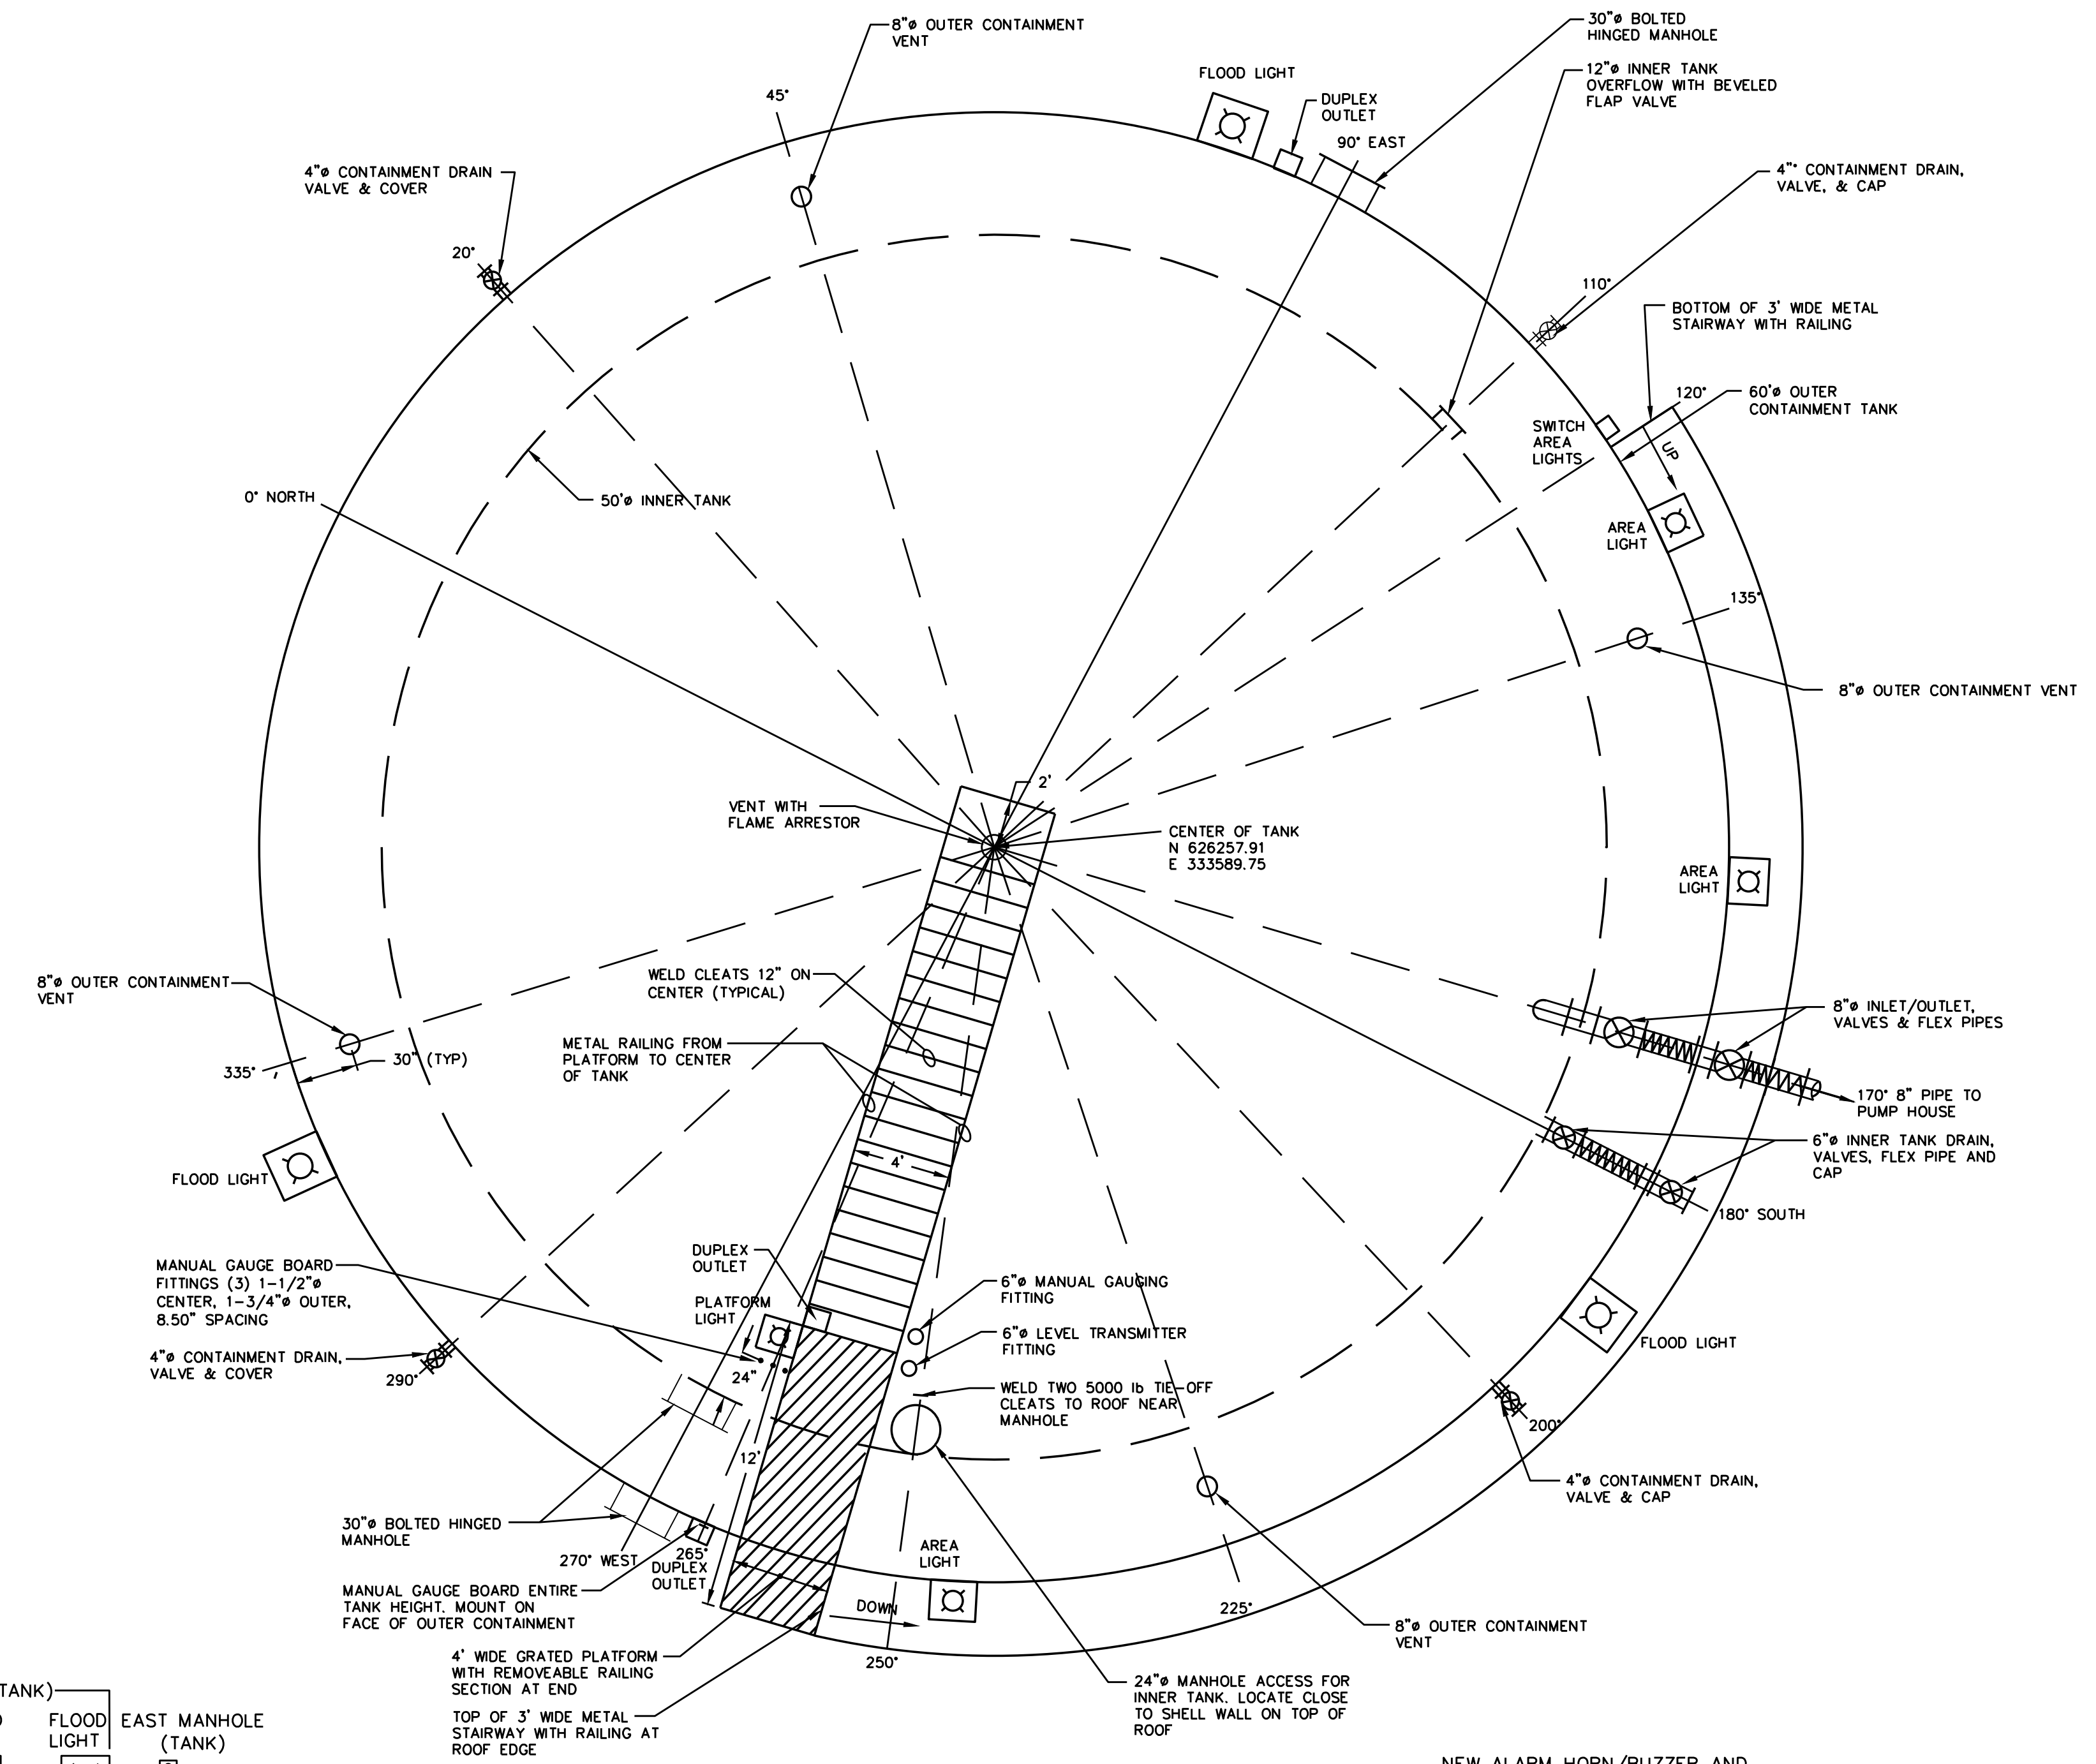 8"ø OUTER CONTAINMENT
VENT
30"ø BOLTED
HINGED MANHOLE
FLOOD LIGHT
12"ø INNER TANK
OVERFLOW WITH BEVELED
FLAP VALVE
45°
DUPLEX
OUTLET
90° EAST
4"ø CONTAINMENT DRAIN
VALVE & COVER
4"° CONTAINMENT DRAIN,
VALVE, & CAP
20°
110°
BOTTOM OF 3' WIDE METAL
STAIRWAY WITH RAILING
120°
60'ø OUTER
CONTAINMENT TANK
SWITCH
AREA
LIGHTS
UP
0° NORTH
50'ø INNER TANK
AREA
LIGHT
135°
8"ø OUTER CONTAINMENT VENT
2'
VENT WITH
FLAME ARRESTOR
CENTER OF TANK
N 626257.91
E 333589.75
AREA
LIGHT
8"ø OUTER CONTAINMENT
VENT
WELD CLEATS 12" ON
CENTER (TYPICAL)
8"ø INLET/OUTLET,
VALVES & FLEX PIPES
METAL RAILING FROM
PLATFORM TO CENTER
OF TANK
30" (TYP)
335°
170° 8" PIPE TO
PUMP HOUSE
6"ø INNER TANK DRAIN,
VALVES, FLEX PIPE AND
CAP
4'
FLOOD LIGHT
180° SOUTH
DUPLEX
OUTLET
MANUAL GAUGE BOARD
FITTINGS (3) 1-1/2"ø
CENTER, 1-3/4"ø OUTER,
8.50" SPACING
6"ø MANUAL GAUGING
FITTING
PLATFORM
LIGHT
6"ø LEVEL TRANSMITTER
FITTING
FLOOD LIGHT
4"ø CONTAINMENT DRAIN,
VALVE & COVER
290°
24"
WELD TWO 5000 lb TIE-OFF
CLEATS TO ROOF NEAR
MANHOLE
200°
12'
4"ø CONTAINMENT DRAIN,
VALVE & CAP
30"ø BOLTED HINGED
MANHOLE
270° WEST
265°
DUPLEX
OUTLET
AREA
LIGHT
MANUAL GAUGE BOARD ENTIRE
TANK HEIGHT. MOUNT ON
FACE OF OUTER CONTAINMENT
DOWN
225°
8"ø OUTER CONTAINMENT
VENT
4' WIDE GRATED PLATFORM
WITH REMOVEABLE RAILING
SECTION AT END
250°
24"ø MANHOLE ACCESS FOR
INNER TANK. LOCATE CLOSE
TO SHELL WALL ON TOP OF
ROOF
TOP OF 3' WIDE METAL
STAIRWAY WITH RAILING AT
ROOF EDGE
TANK)
FLOOD
LIGHT
EAST MANHOLE
(TANK)
NEW ALARM HORN/BUZZER AND